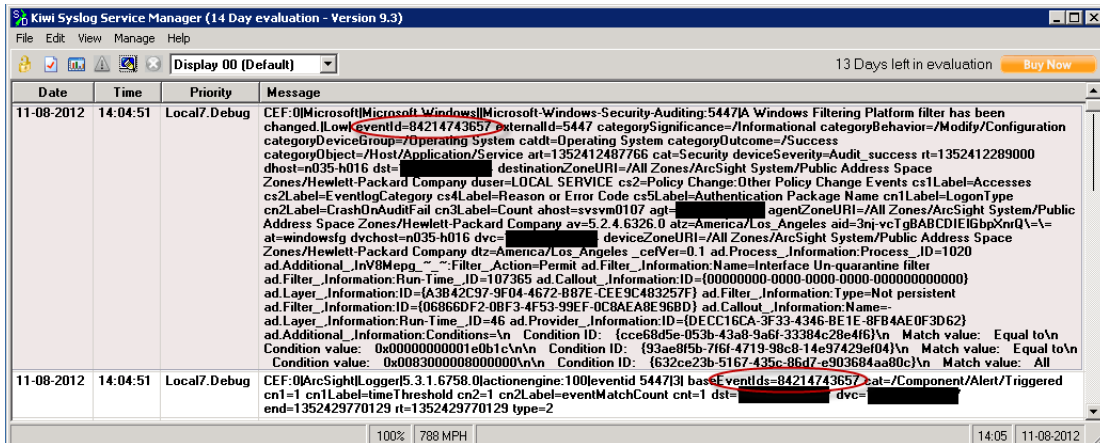 Kiwi Syslog Service Manager (14 Day evaluation - Version 9.3)
File Edit View Manage Help
Display 00 (Default)
13 Days left in evaluation
Buy Now
Date Time Priority Message
11-08-2012 14:04:51 Local7.Debug CEF:0|Microsoft|Microsoft Windows||Microsoft-Windows-Security-Auditing:5447|A Windows Filtering Platform filter has been
changed.|Low| eventId=84214743657 externalId=5447 categorySignificance=/Informational categoryBehavior=/Modify/Configuration
categoryDeviceGroup=/Operating System catdt=Operating System categoryOutcome=/Success
categoryObject=/Host/Application/Service art=1352412487766 cat=Security deviceSeverity=Audit_success rt=1352412289000
dhost=n035-h016 dst= destinationZoneURI=/All Zones/ArcSight System/Public Address Space
Zones/Hewlett-Packard Company duser=LOCAL SERVICE cs2=Policy Change:Other Policy Change Events cs1Label=Accesses
cs2Label=EventlogCategory cs4Label=Reason or Error Code cs5Label=Authentication Package Name cn1Label=LogonType
cn2Label=CrashOnAuditFail cn3Label=Count ahost=svsvm0107 agt= agentZoneURI=/All Zones/ArcSight System/Public
Address Space Zones/Hewlett-Packard Company av=5.2.4.6326.0 atz=America/Los_Angeles aid=3nj-vcTgBABCDIEIGbpXnrQ\=\=
at=windowsfg dvchost=n035-h016 dvc= deviceZoneURI=/All Zones/ArcSight System/Public Address Space
Zones/Hewlett-Packard Company dtz=America/Los_Angeles _cefVer=0.1 ad.Process_,Information:Process_,ID=1020
ad.Additional_,InV8Mepg_~_~:Filter_,Action=Permit ad.Filter_,Information:Name=Interface Un-quarantine filter
ad.Filter_,Information:Run-Time_,ID=107365 ad.Callout_,Information:ID={00000000-0000-0000-0000-000000000000}
ad.Layer_,Information:ID={A3B42C97-9F04-4672-B87E-CEE9C483257F} ad.Filter_,Information:Type=Not persistent
ad.Filter_,Information:ID={06866DF2-0BF3-4F53-99EF-0C8AEA8E96BD} ad.Callout_,Information:Name=-
ad.Layer_,Information:Run-Time_,ID=46 ad.Provider_,Information:ID={DECC16CA-3F33-4346-BE1E-8FB4AE0F3D62}
ad.Additional_,Information:Conditions=\n Condition ID: {cce68d5e-053b-43a8-9a6f-33384c28e4f6}\n Match value: Equal to\n
Condition value: 0x00000000001e0b1c\n\n Condition ID: {93ae8f5b-7f6f-4719-98c8-14e97429ef04}\n Match value: Equal to\n
Condition value: 0x0083000008000000\n\n Condition ID: {632ce23b-5167-435c-86d7-e903684aa80c}\n Match value: All
11-08-2012 14:04:51 Local7.Debug CEF:0|ArcSight|Logger|5.3.1.6758.0|actionengine:100|eventid 5447|3| baseEventIds=84214743657 cat=/Component/Alert/Triggered
cn1=1 cn1Label=timeThreshold cn2=1 cn2Label=eventMatchCount cnt=1 dst= dvc=
end=1352429770129 rt=1352429770129 type=2
100% 788 MPH 14:05 11-08-2012